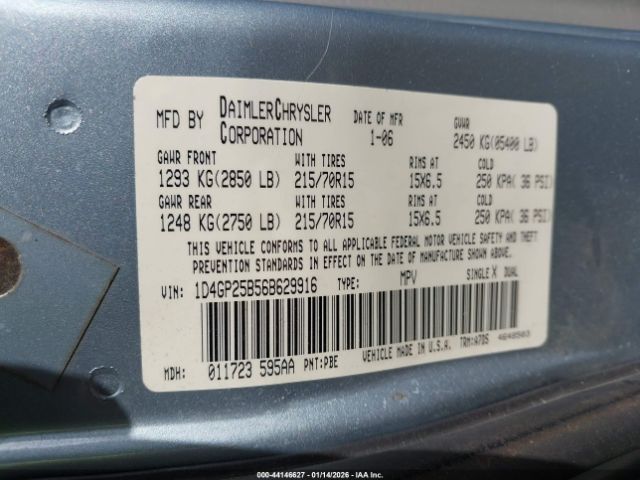 MFD BY DAIMLERCHRYSLER CORPORATION DATE OF MFR 1-06 GVWR 2450 KG(05400 LB)
GAWR FRONT WITH TIRES RIMS AT COLD
1293 KG(2850 LB) 215/70R15 15X6.5 250 KPA( 36 PSI)
GAWR REAR WITH TIRES RIMS AT COLD
1248 KG(2750 LB) 215/70R15 15X6.5 250 KPA( 36 PSI)
THIS VEHICLE CONFORMS TO ALL APPLICABLE FEDERAL MOTOR VEHICLE SAFETY AND THEFT
PREVENTION STANDARDS IN EFFECT ON THE DATE OF MANUFACTURE SHOWN ABOVE.
VIN: 1D4GP25B56B629916 TYPE: MPV SINGLE X DUAL
MDH: 011723 595AA PNT:PBE VEHICLE MADE IN U.S.A. TRM:A7D5 4648503
000-44146627 - 01/14/2026 - IAA Inc.